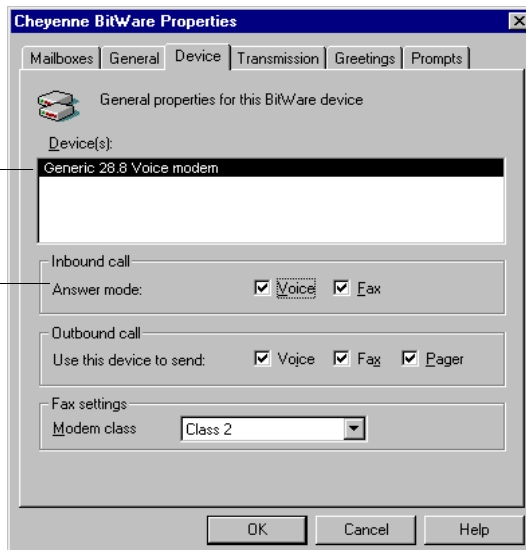 Cheyenne BitWare Properties
Mailboxes General Device Transmission Greetings Prompts
General properties for this BitWare device
Device(s):
Generic 28.8 Voice modem
Inbound call
Answer mode: Voice Fax
Outbound call
Use this device to send: Voice Fax Pager
Fax settings
Modem class Class 2
OK Cancel Help